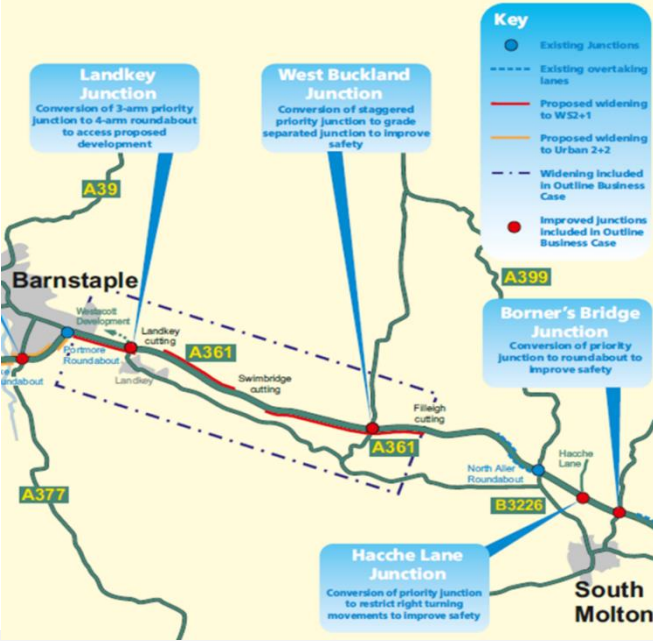 Key
Existing Junctions
Existing overtaking
lanes
Proposed widening
to WS2+1
Proposed widening
to Urban 2+2
Widening included
in Outline Business
Case
Improved junctions
included in Outline
Business Case
Landkey
Junction
Conversion of 3-arm priority
junction to 4-arm roundabout
to access proposed
development
West Buckland
Junction
Conversion of staggered
priority junction to grade
separated junction to improve
safety
A39
A399
Barnstaple
Westacott
Development
Landkey
cutting
A361
Portmore
Roundabout
Landkey
undabout
Swimbridge
cutting
Filleigh
cutting
A361
Borner's Bridge
Junction
Conversion of priority
junction to roundabout to
improve safety
North Aller
Roundabout
Hacche
Lane
A377
B3226
Hacche Lane
Junction
Conversion of priority junction
to restrict right turning
movements to improve safety
South
Molton